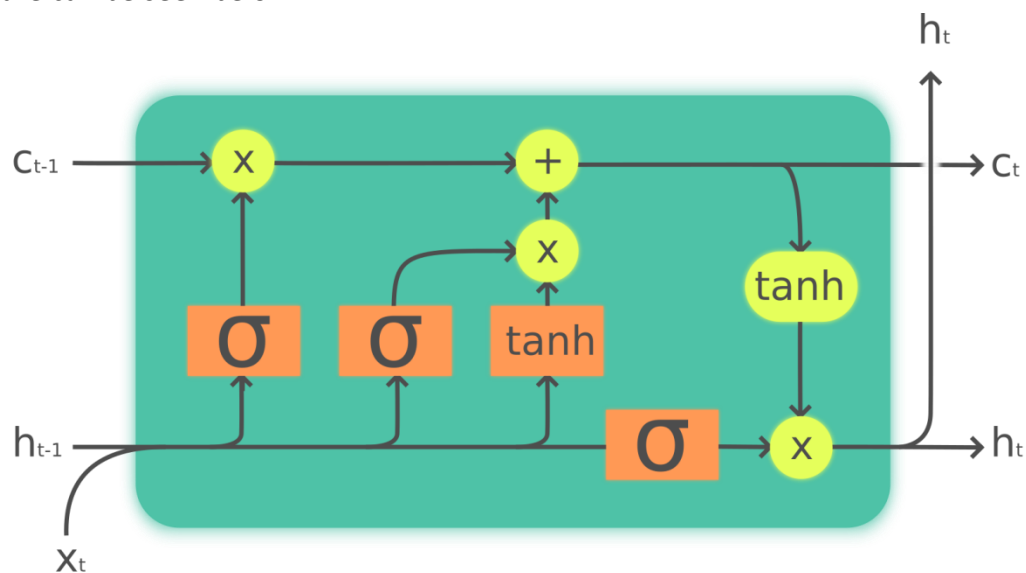 ht
ct-1 x + ct
x
tanh
σ σ tanh
ht-1 σ x ht
xt